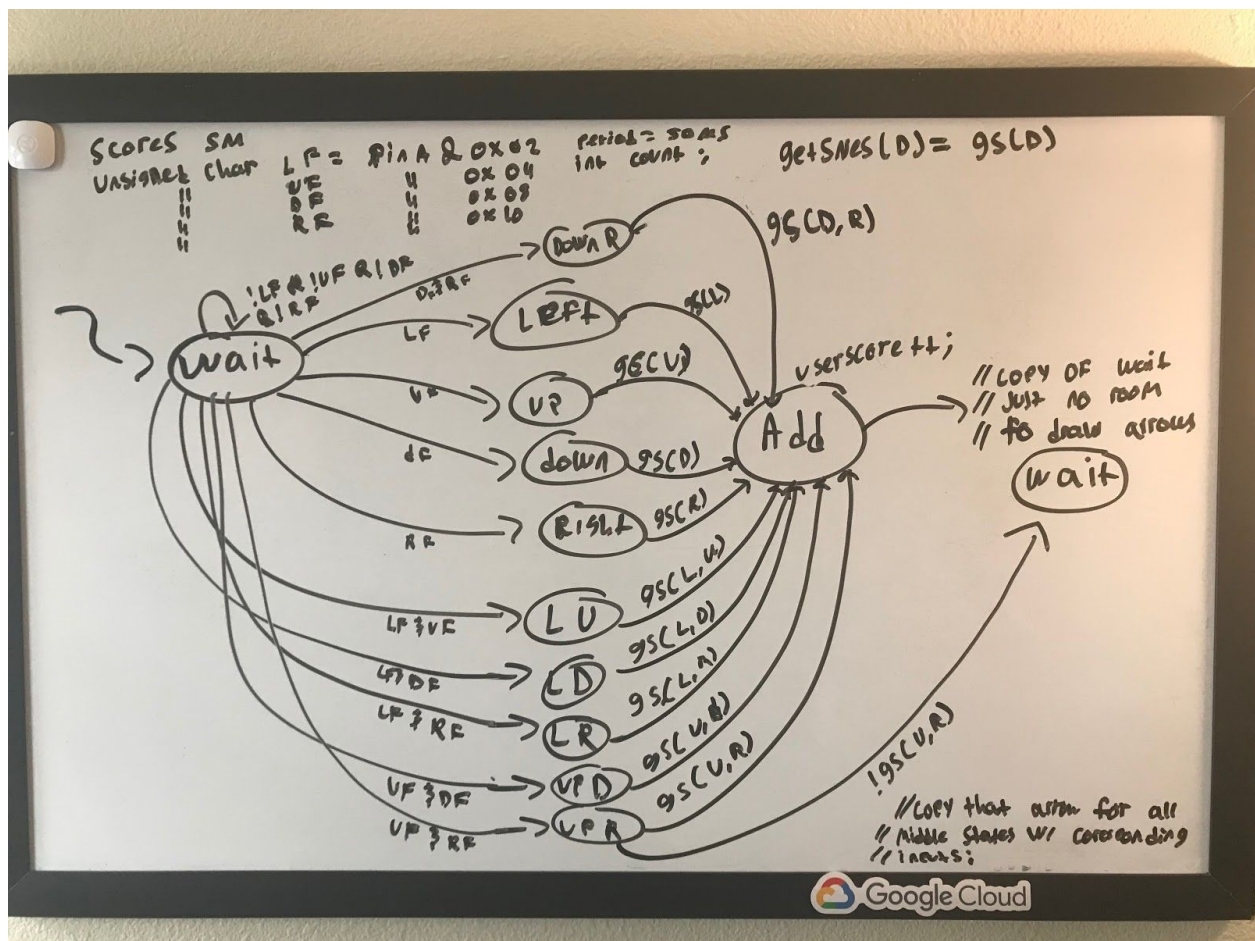 Scores SM
unsigned char LF = PinA & 0x02
" UF " 0x04
" DF " 0x08
" RF " 0x10
"
period = 50ms
int count ;
getSNES(D) = gs(D)
!LF & !UF & !DF
& !RF
wait
DF & RF
Down R
gs(D, R)
LF
Left
gs(L)
UF
UP
gs(U)
dF
down
gs(D)
RF
Right
gs(R)
LF & UF
LU
gs(L, U)
LF & DF
LD
gs(L, D)
LF & RF
LR
gs(L, R)
UF & DF
UP D
gs(U, D)
UF & RF
UP R
gs(U, R)
userscore ++;
Add
// COPY OF wait
// Just no room
// to draw arrows
wait
!gs(U,R)
// Copy that arrow for all
// Middle States w/ coresponding
// inputs;
Google Cloud